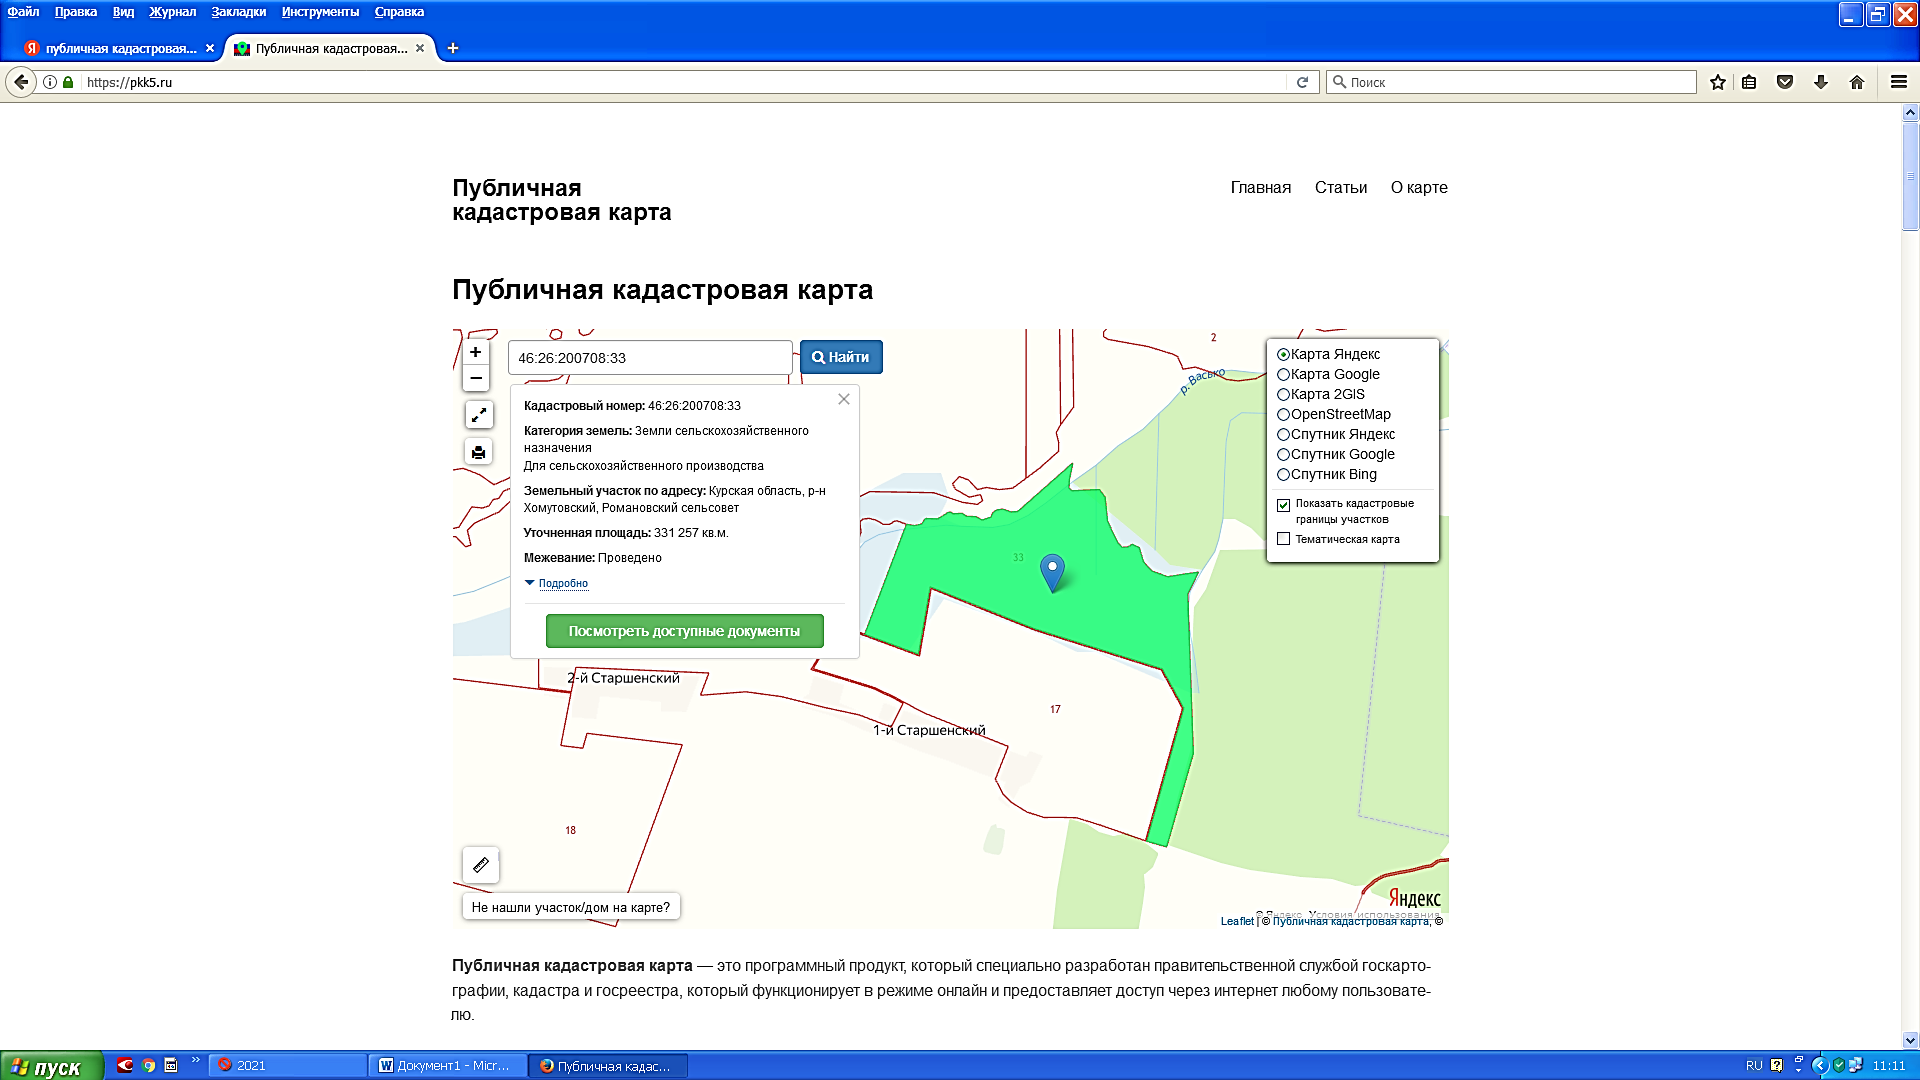 Файл Правка Вид Журнал Закладки Инструменты Справка
публичная кадастровая...
Публичная кадастровая...
https://pkk5.ru
Поиск
Публичная
кадастровая карта
Главная Статьи О карте
Публичная кадастровая карта
46:26:200708:33
Найти
Кадастровый номер: 46:26:200708:33
Категория земель: Земли сельскохозяйственного
назначения
Для сельскохозяйственного производства
Земельный участок по адресу: Курская область, р-н
Хомутовский, Романовский сельсовет
Уточненная площадь: 331 257 кв.м.
Межевание: Проведено
Подробно
Посмотреть доступные документы
2
р. Васько
Карта Яндекс
Карта Google
Карта 2GIS
OpenStreetMap
Спутник Яндекс
Спутник Google
Спутник Bing
Показать кадастровые
границы участков
Тематическая карта
33
2-й Старшенский
17
1-й Старшенский
18
Не нашли участок/дом на карте?
Яндекс
© Яндекс Условия использования
Leaflet | © Публичная кадастровая карта, ©
Публичная кадастровая карта — это программный продукт, который специально разработан правительственной службой госкарто-
графии, кадастра и госреестра, который функционирует в режиме онлайн и предоставляет доступ через интернет любому пользовате-
лю.
пуск
2021
Документ1 - Micr...
Публичная кадас...
RU
11:11